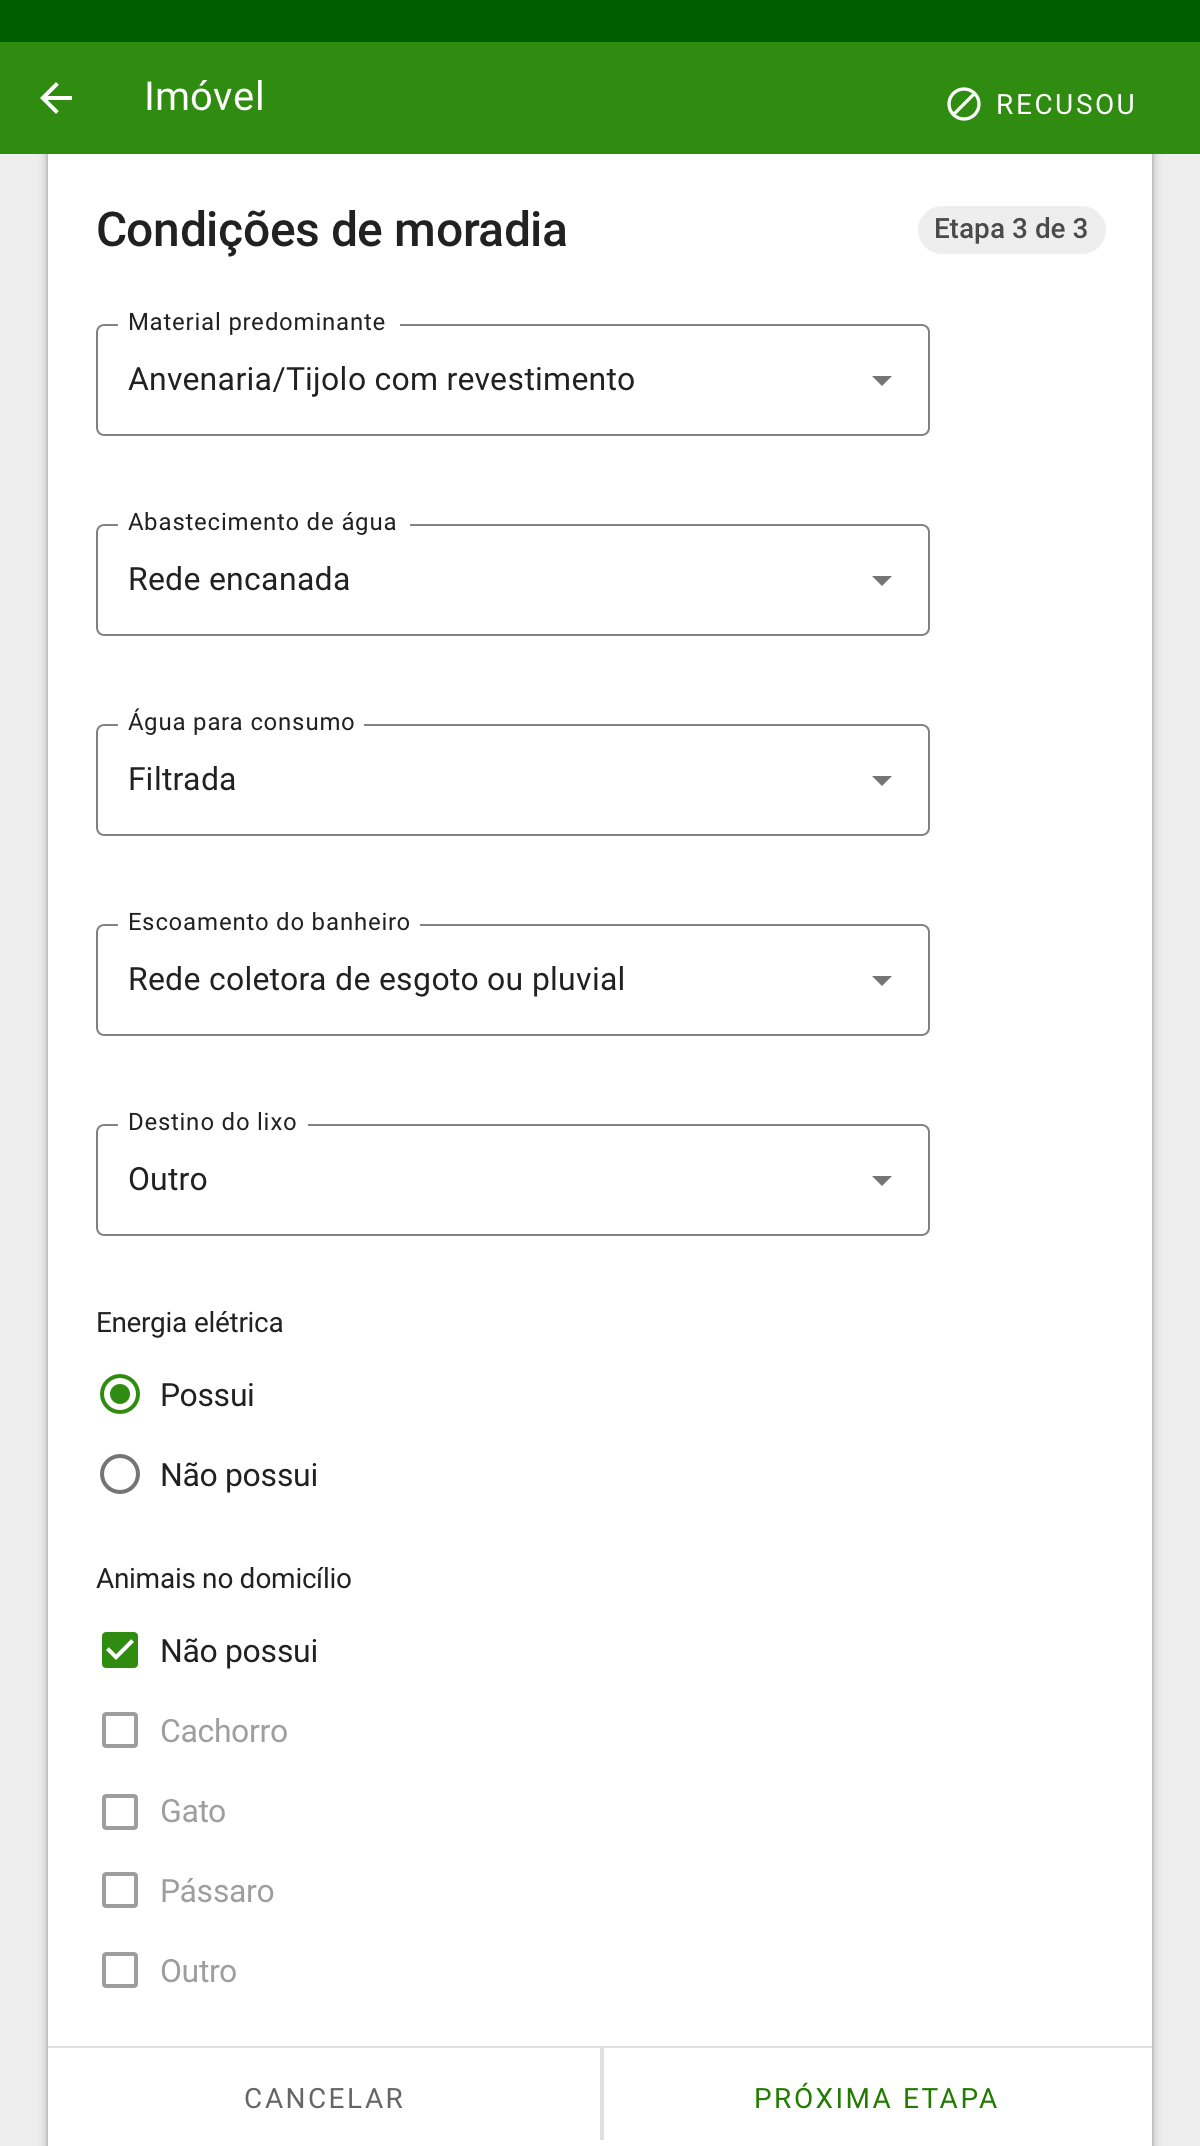 Imóvel
RECUSOU
Condições de moradia
Etapa 3 de 3
Material predominante
Anvenaria/Tijolo com revestimento
Abastecimento de água
Rede encanada
Água para consumo
Filtrada
Escoamento do banheiro
Rede coletora de esgoto ou pluvial
Destino do lixo
Outro
Energia elétrica
Possui
Não possui
Animais no domicílio
Não possui
Cachorro
Gato
Pássaro
Outro
CANCELAR
PRÓXIMA ETAPA